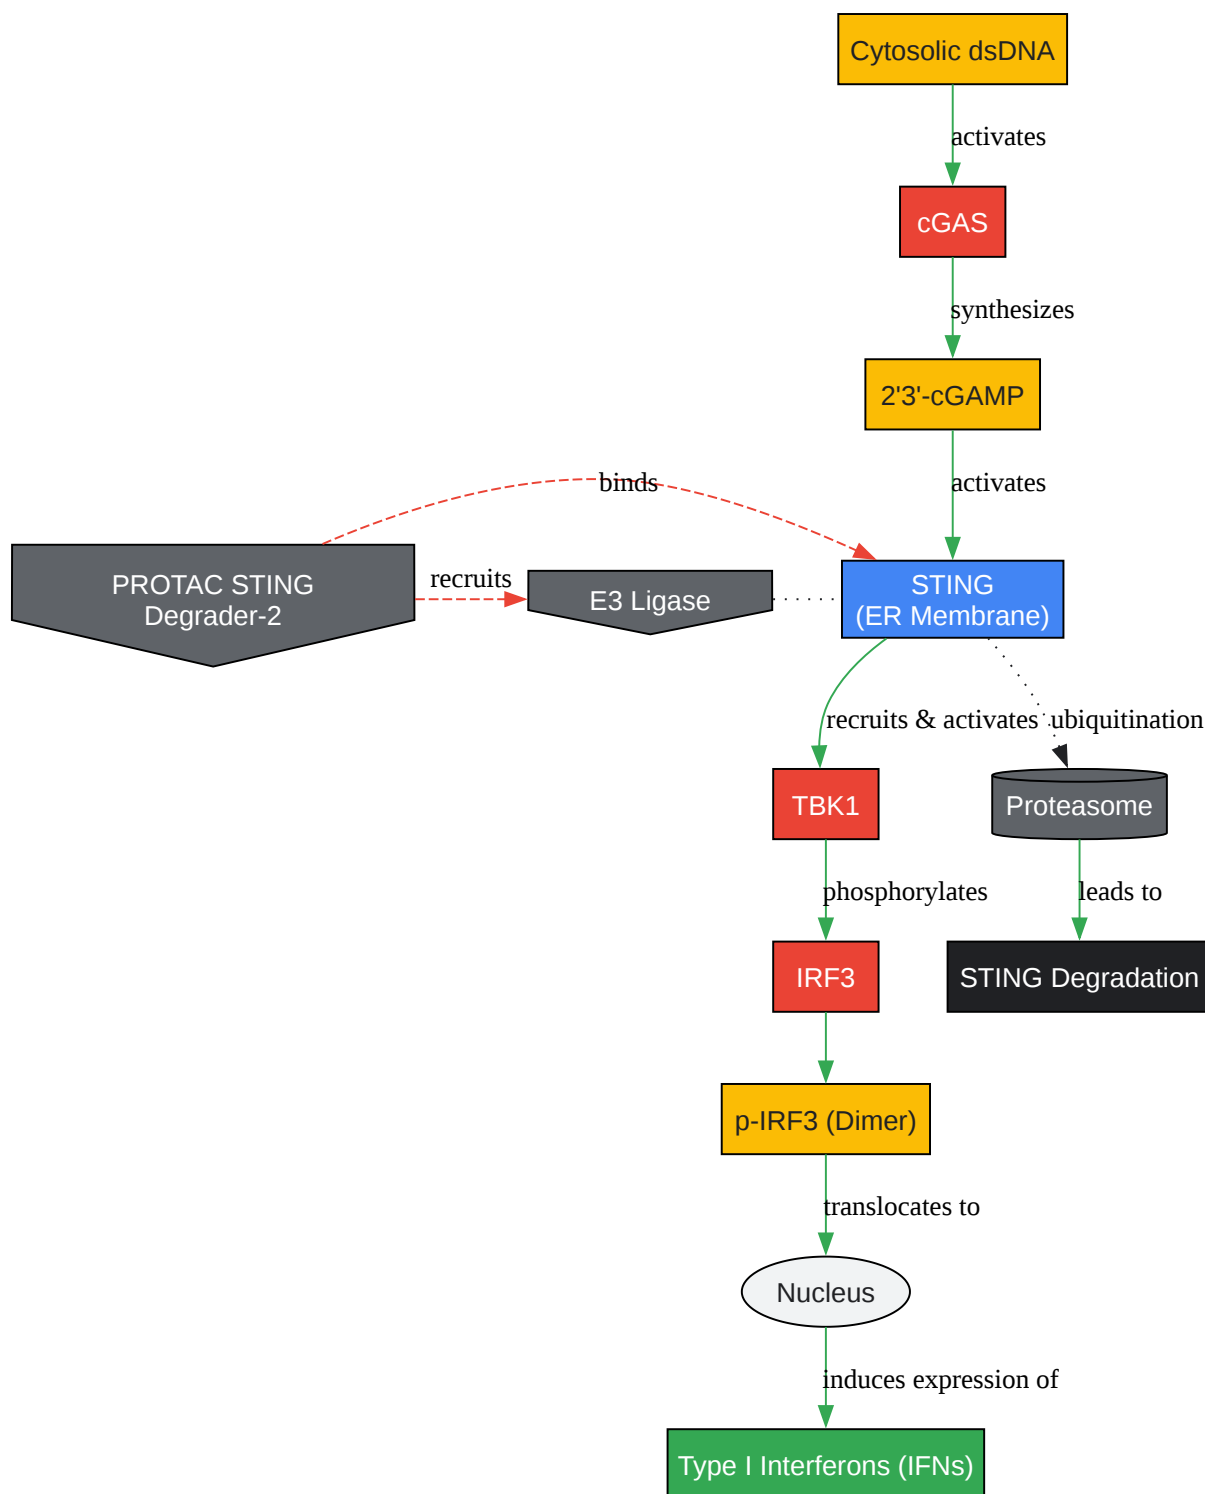 Cytosolic dsDNA
activates
cGAS
synthesizes
2'3'-cGAMP
binds
activates
PROTAC STING
Degrader-2
recruits
E3 Ligase
STING
(ER Membrane)
recruits & activates
ubiquitination
TBK1
Proteasome
phosphorylates
leads to
IRF3
STING Degradation
p-IRF3 (Dimer)
translocates to
Nucleus
induces expression of
Type I Interferons (IFNs)